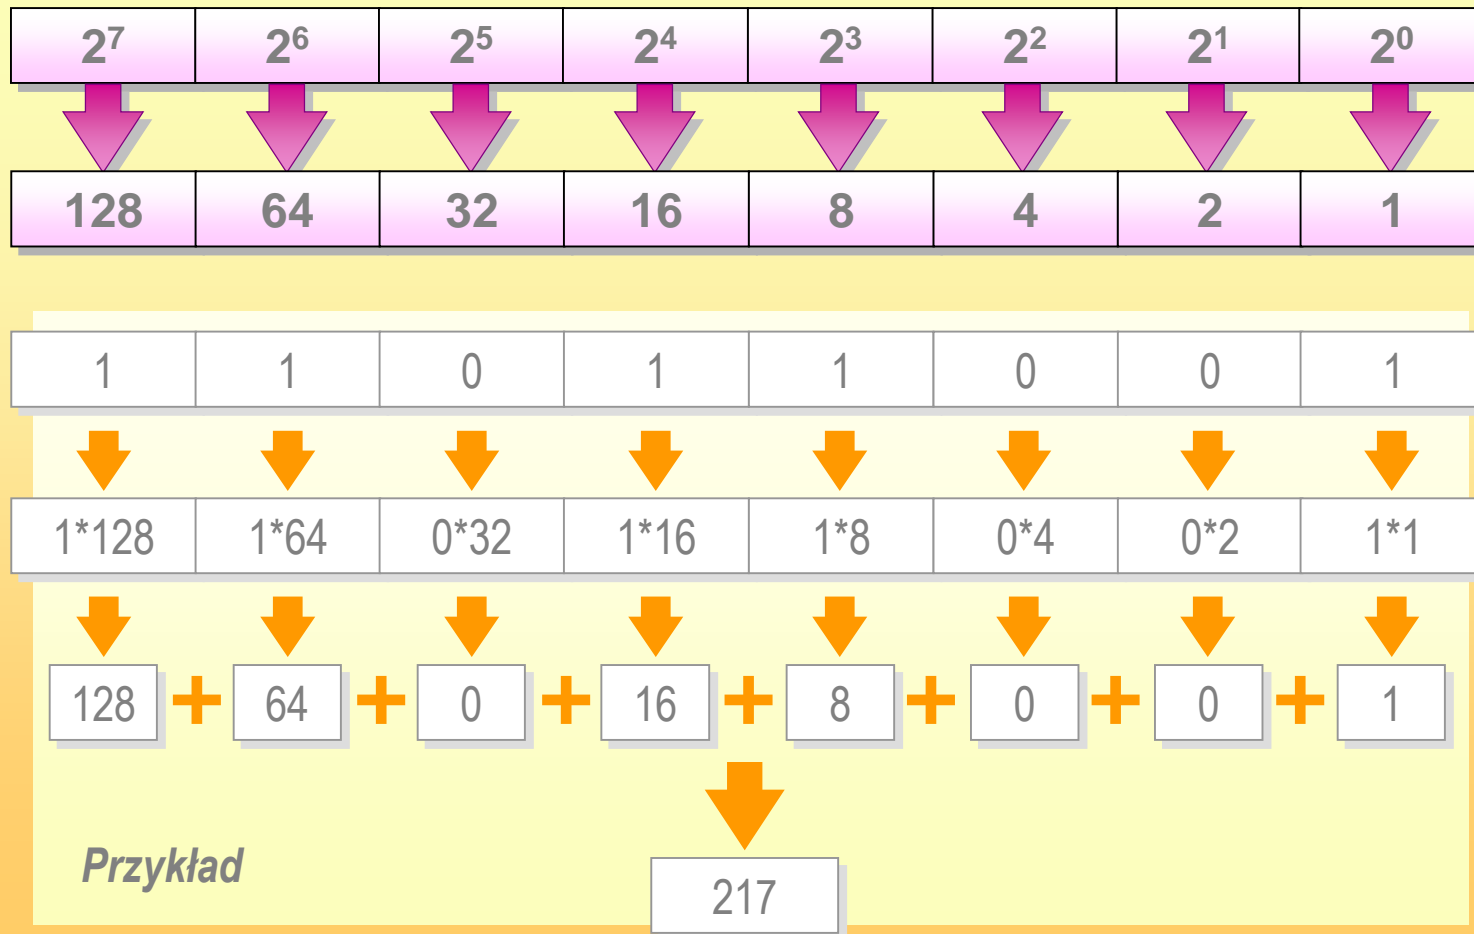 2⁷ 2⁶ 2⁵ 2⁴ 2³ 2² 2¹ 2⁰
128 64 32 16 8 4 2 1
1 1 0 1 1 0 0 1
1*128 1*64 0*32 1*16 1*8 0*4 0*2 1*1
128 + 64 + 0 + 16 + 8 + 0 + 0 + 1
Przykład
217